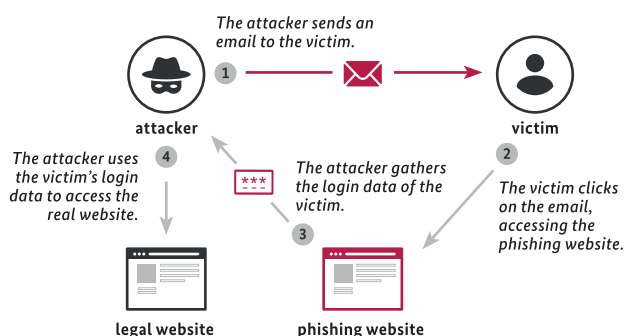 The attacker sends an
email to the victim.
1
attacker
victim
4
2
The attacker uses
the victim's login
data to access the
real website.
***
The attacker gathers
the login data of the
victim.
3
The victim clicks
on the email,
accessing the
phishing website.
legal website
phishing website